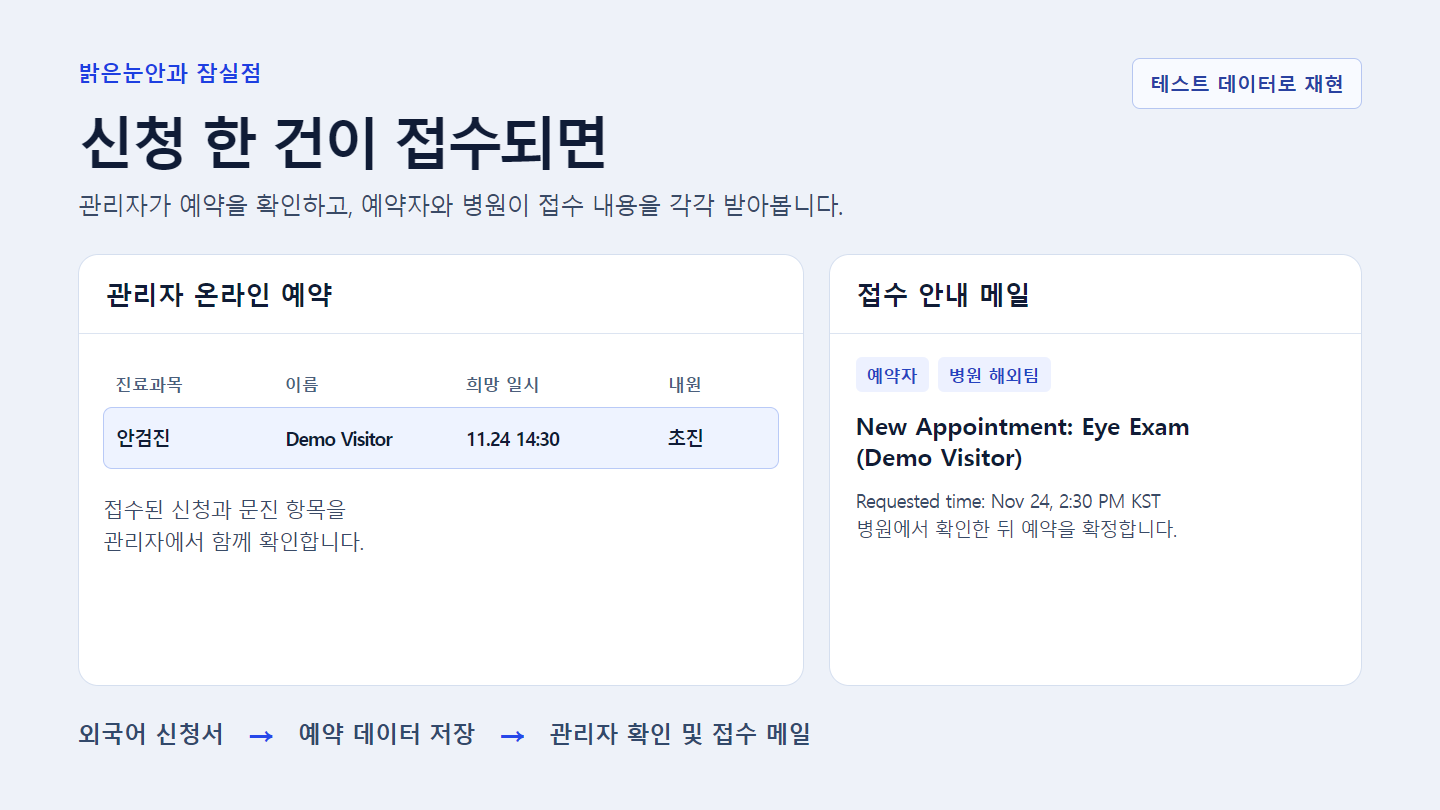 밝은눈안과 잠실점
테스트 데이터로 재현
신청 한 건이 접수되면
관리자가 예약을 확인하고, 예약자와 병원이 접수 내용을 각각 받아봅니다.
관리자 온라인 예약
진료과목 이름 희망 일시 내원
안검진 Demo Visitor 11.24 14:30 초진
접수된 신청과 문진 항목을
관리자에서 함께 확인합니다.
접수 안내 메일
예약자 병원 해외팀
New Appointment: Eye Exam
(Demo Visitor)
Requested time: Nov 24, 2:30 PM KST
병원에서 확인한 뒤 예약을 확정합니다.
외국어 신청서 → 예약 데이터 저장 → 관리자 확인 및 접수 메일